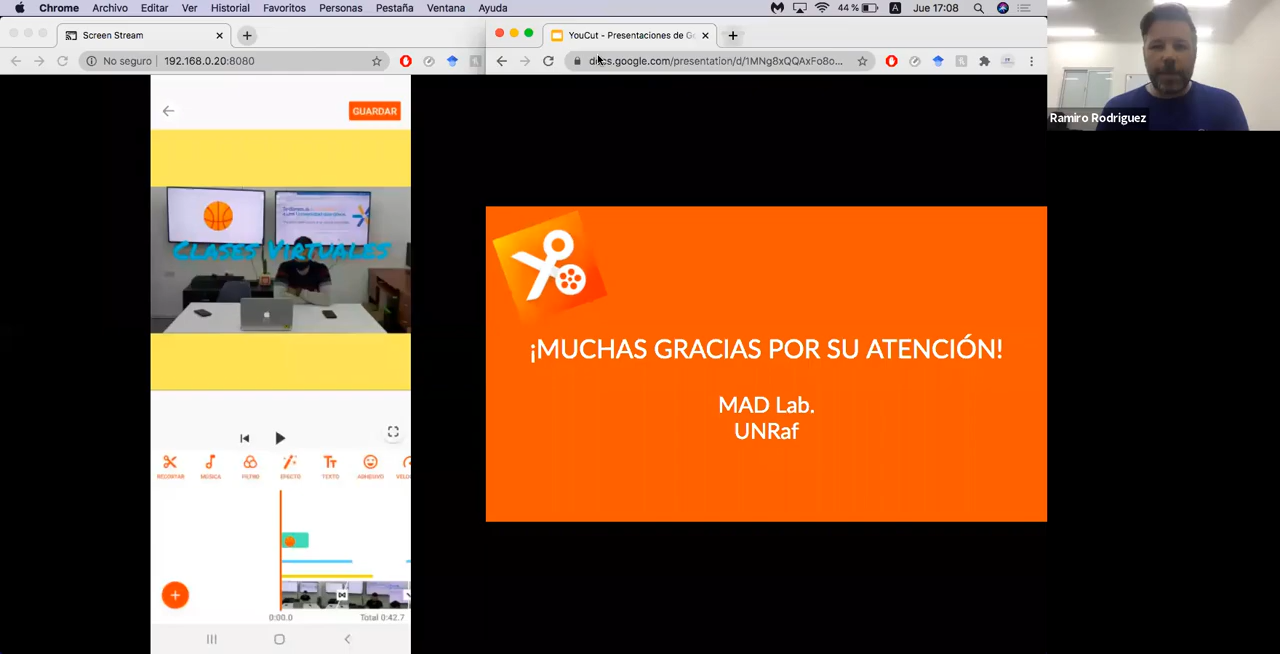 Chrome Archivo Editar Ver Historial Favoritos Personas Pestaña Ventana Ayuda
44 % A Jue 17:08
Screen Stream
No seguro 192.168.0.20:8080
YouCut - Presentaciones de G
docs.google.com/presentation/d/1MNg8xQQAxFo8o...
Ramiro Rodriguez
GUARDAR
CLASES VIRTUALES
RECORTAR MÚSICA FILTRO EFECTO TEXTO ADHESIVO VELO
0:00.0 Total 0:42.7
¡MUCHAS GRACIAS POR SU ATENCIÓN!
MAD Lab.
UNRaf